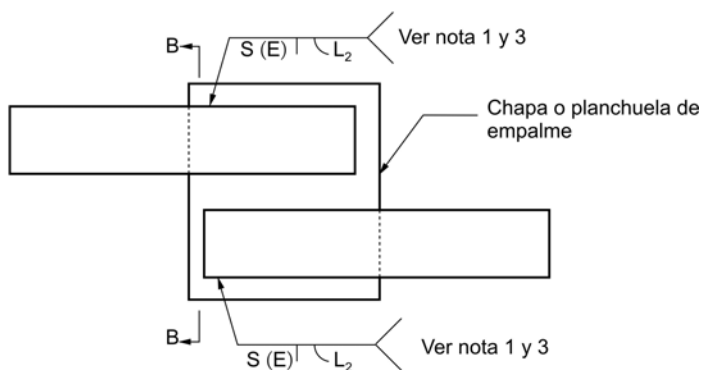 B
S (E) L₂ Ver nota 1 y 3
Chapa o planchuela de
empalme
B
S (E) L₂ Ver nota 1 y 3